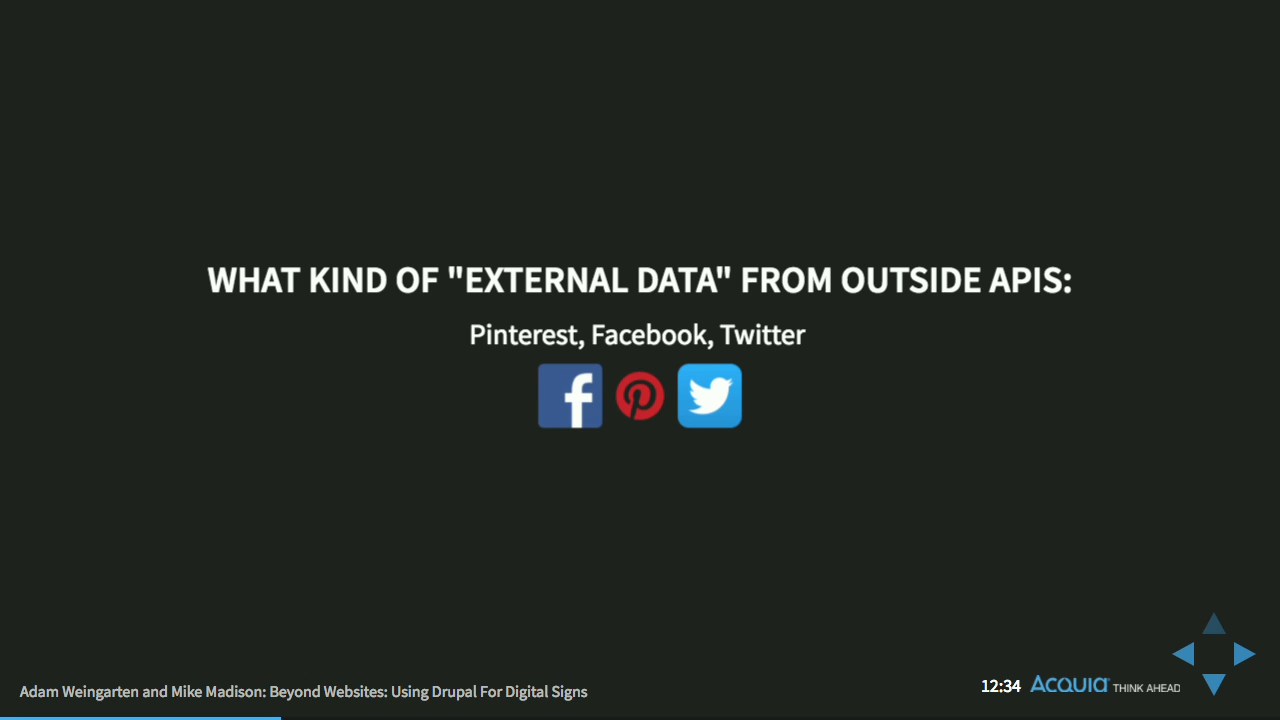 WHAT KIND OF "EXTERNAL DATA" FROM OUTSIDE APIS:
Pinterest, Facebook, Twitter
Adam Weingarten and Mike Madison: Beyond Websites: Using Drupal For Digital Signs
12:34 Acquia THINK AHEAD